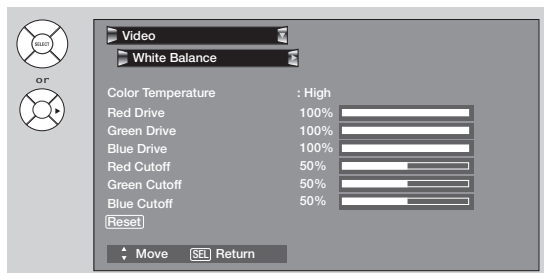 SELECT
or
Video
White Balance
Color Temperature : High
Red Drive 100%
Green Drive 100%
Blue Drive 100%
Red Cutoff 50%
Green Cutoff 50%
Blue Cutoff 50%
Reset
Move SEL Return